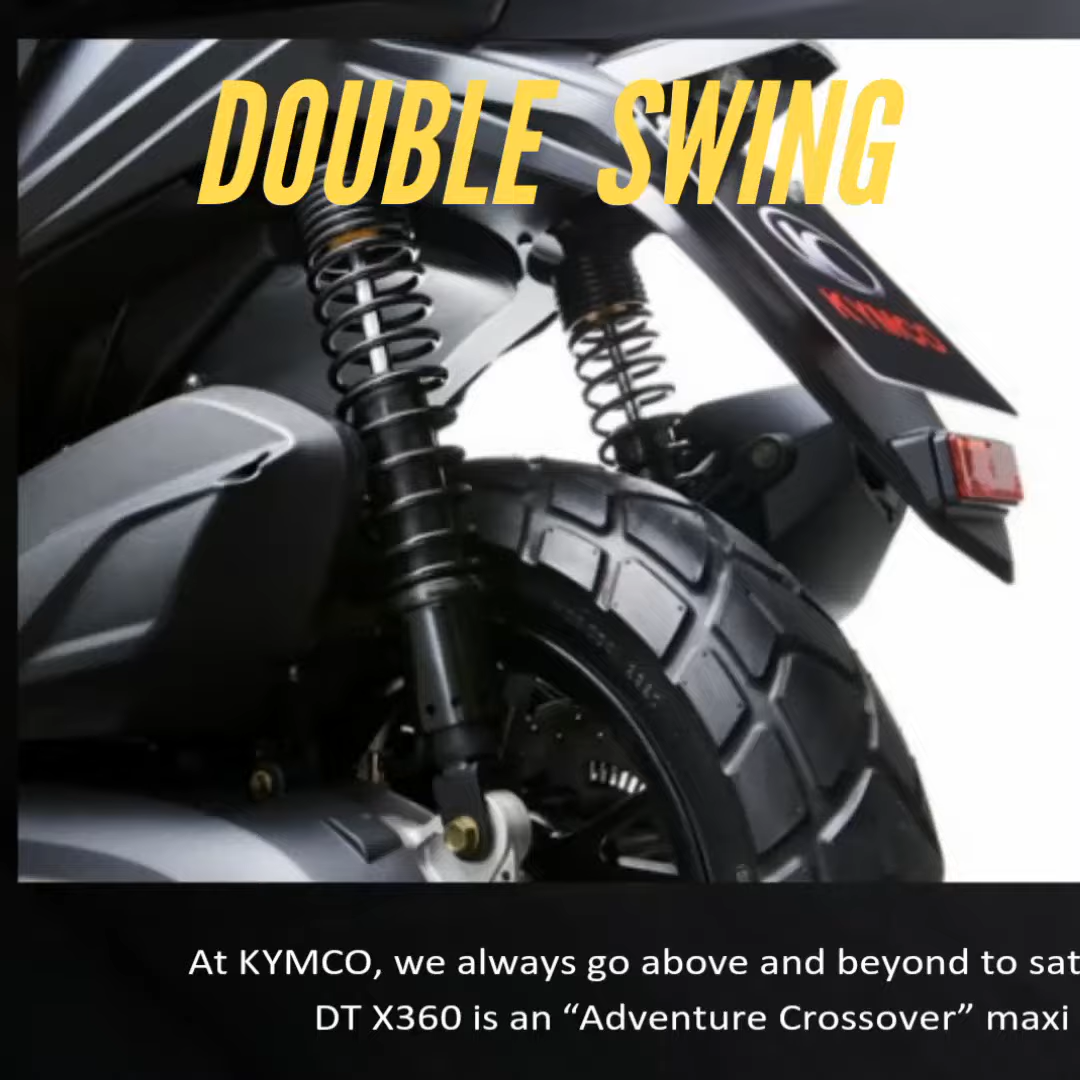 DOUBLE SWING
KYMCO
At KYMCO, we always go above and beyond to sat
DT X360 is an “Adventure Crossover” maxi